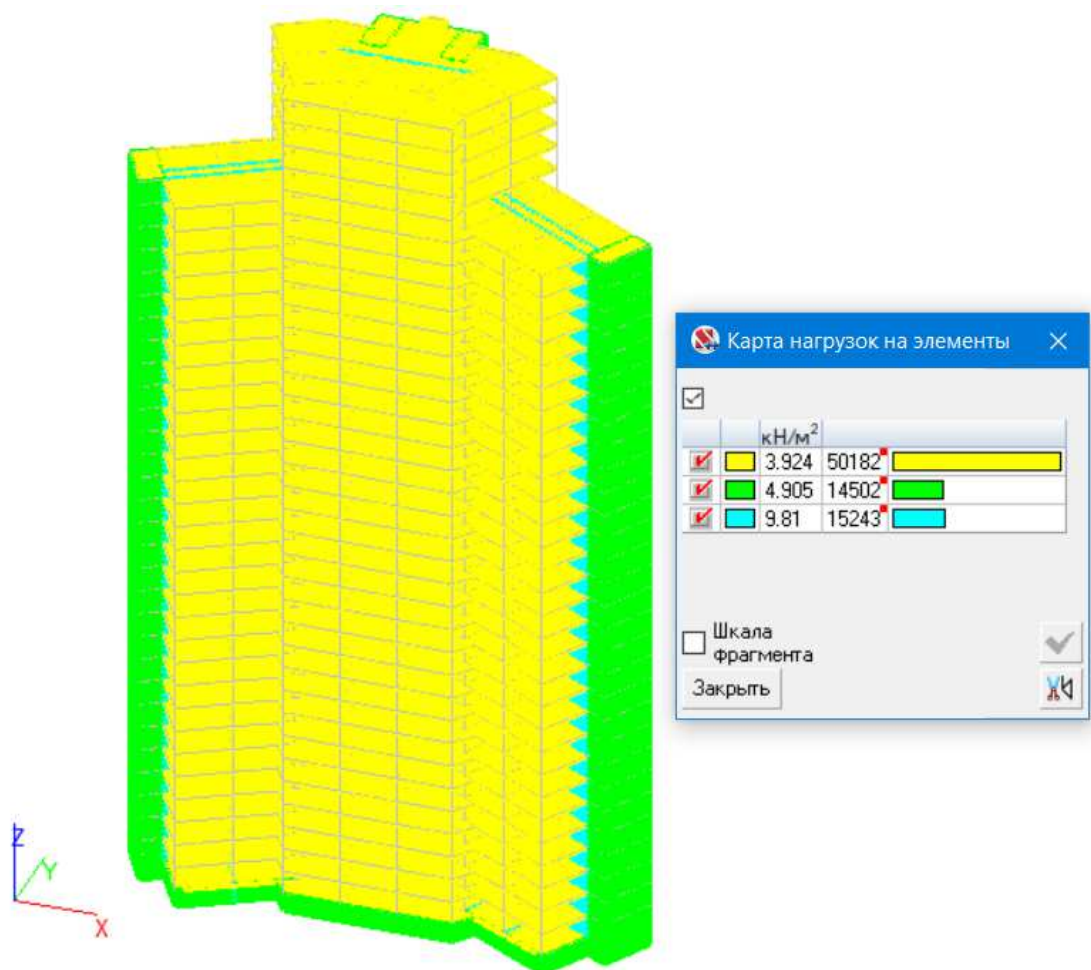 Карта нагрузок на элементы
кН/м²
3.924 50182
4.905 14502
9.81 15243
Шкала
фрагмента
Закрыть
Z
Y
X